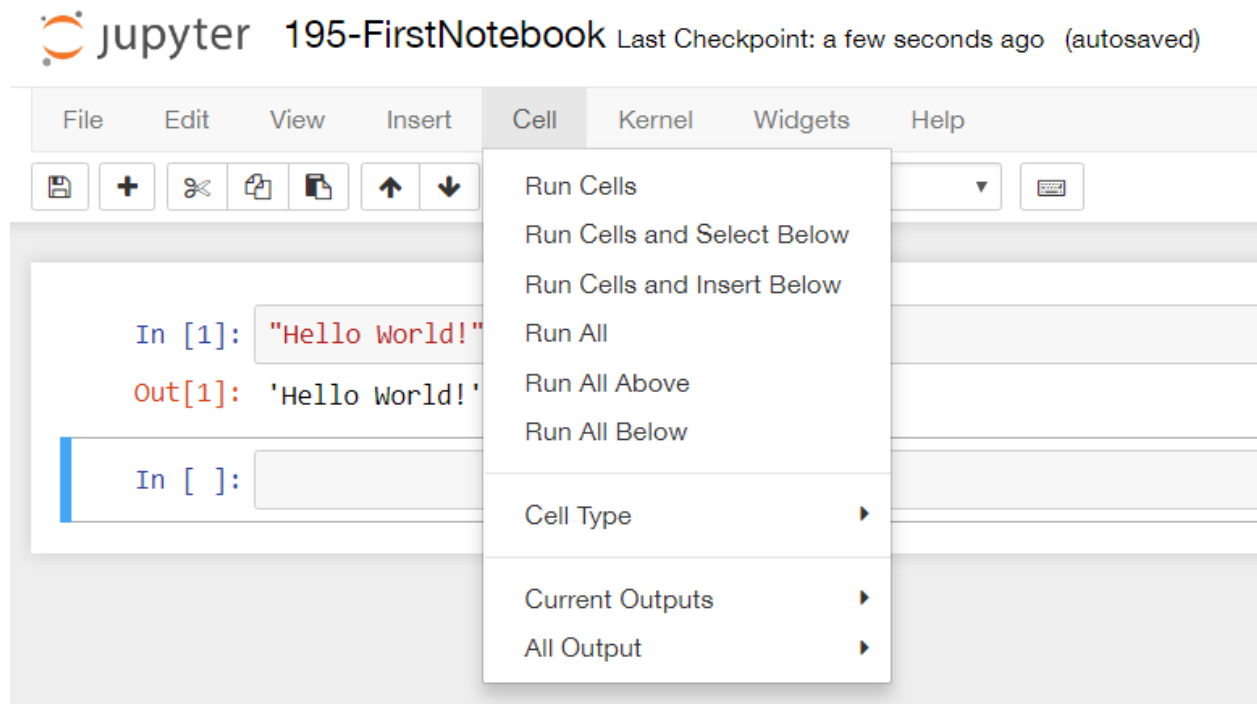 jupyter 195-FirstNotebook Last Checkpoint: a few seconds ago (autosaved)
File Edit View Insert Cell Kernel Widgets Help
Run Cells
Run Cells and Select Below
Run Cells and Insert Below
In [1]: "Hello World!"
Run All
Run All Above
Out[1]: 'Hello World!'
Run All Below
In [ ]:
Cell Type
Current Outputs
All Output